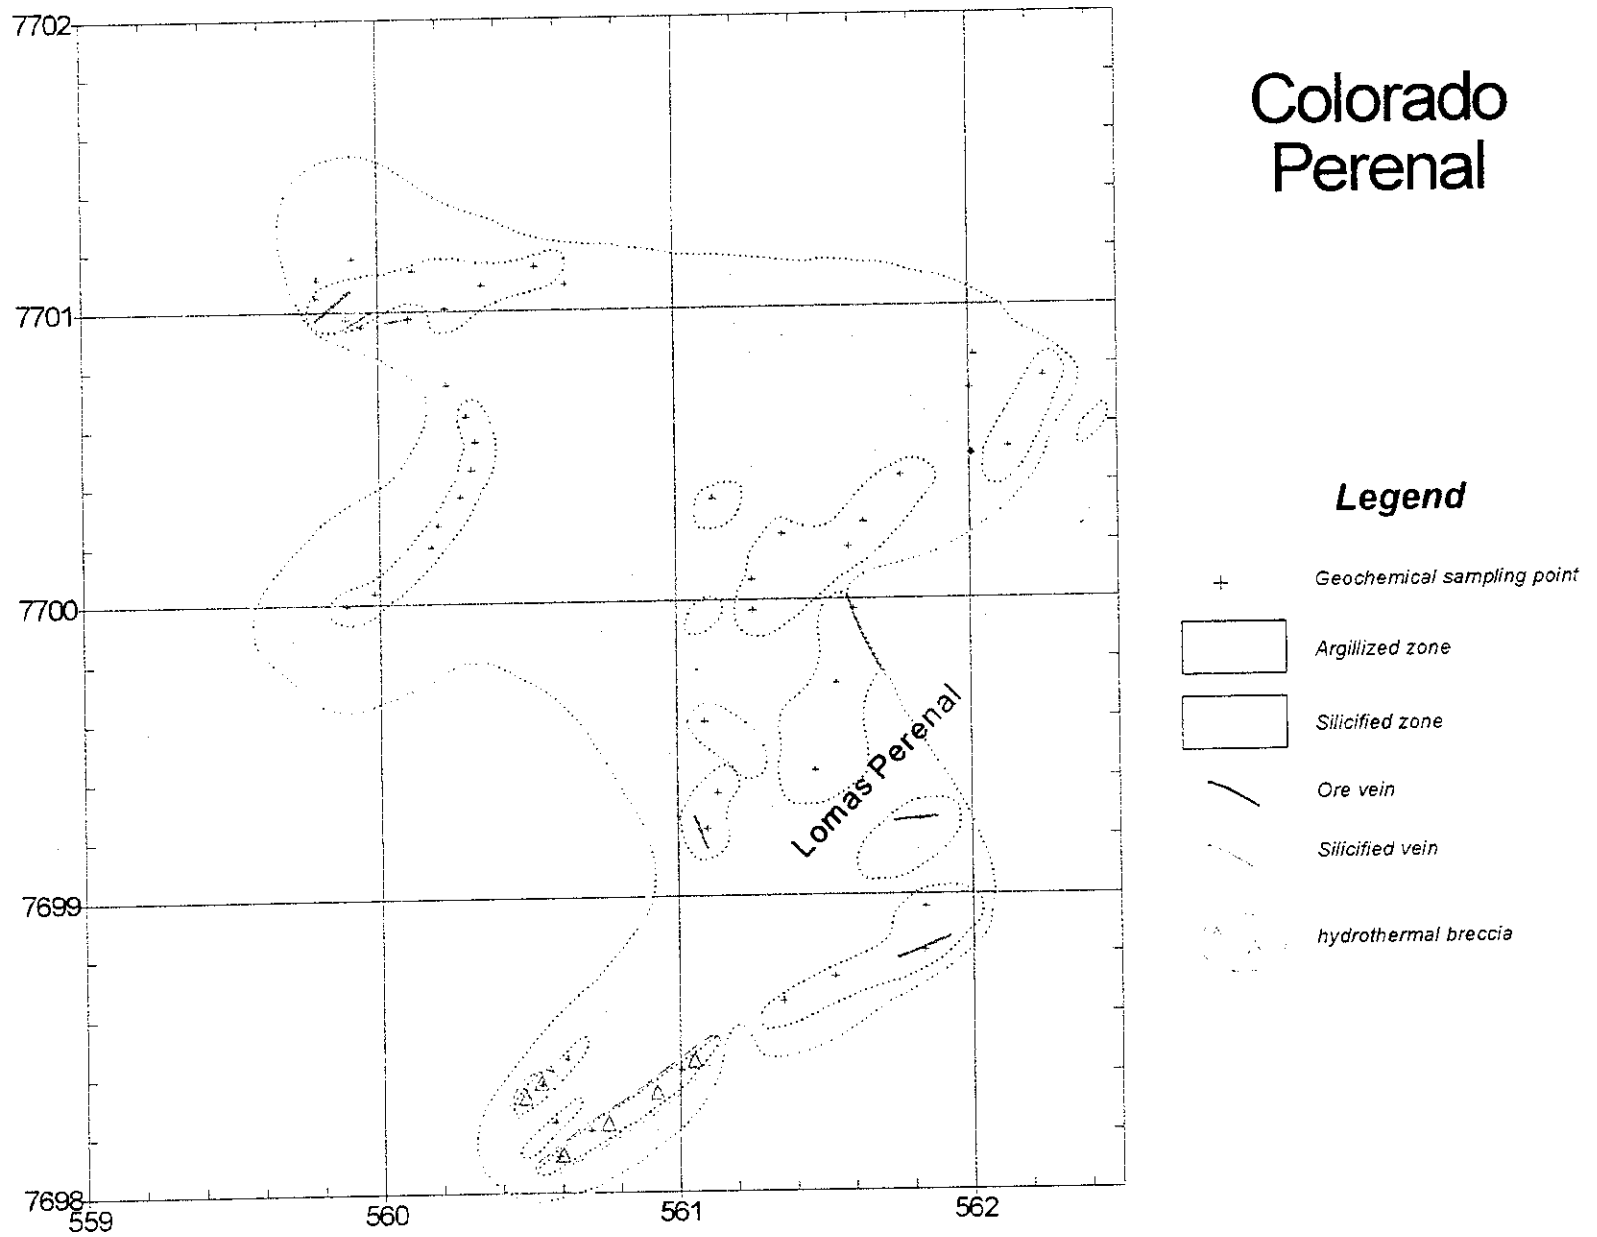 Colorado
Perenal
7702
7701
7700
7699
7698
559
560
561
562
Lomas Perenal
Legend
Geochemical sampling point
Argillized zone
Silicified zone
Ore vein
Silicified vein
hydrothermal breccia